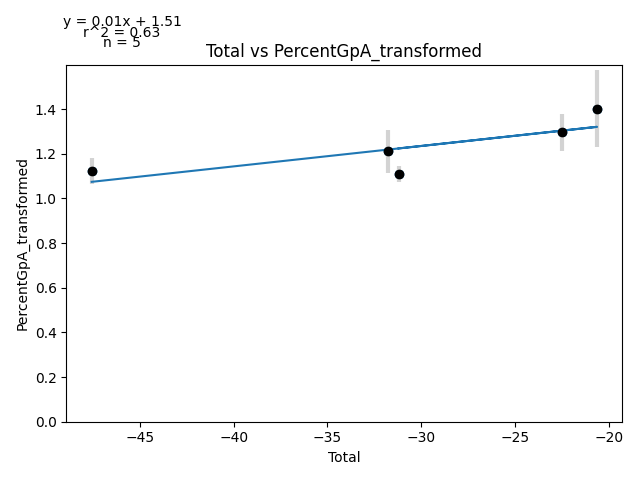 y = 0.01x + 1.51
r^2 = 0.63
n = 5
Total vs PercentGpA_transformed
PercentGpA_transformed
1.4
1.2
1.0
0.8
0.6
0.4
0.2
0.0
−45
−40
−35
−30
−25
−20
Total